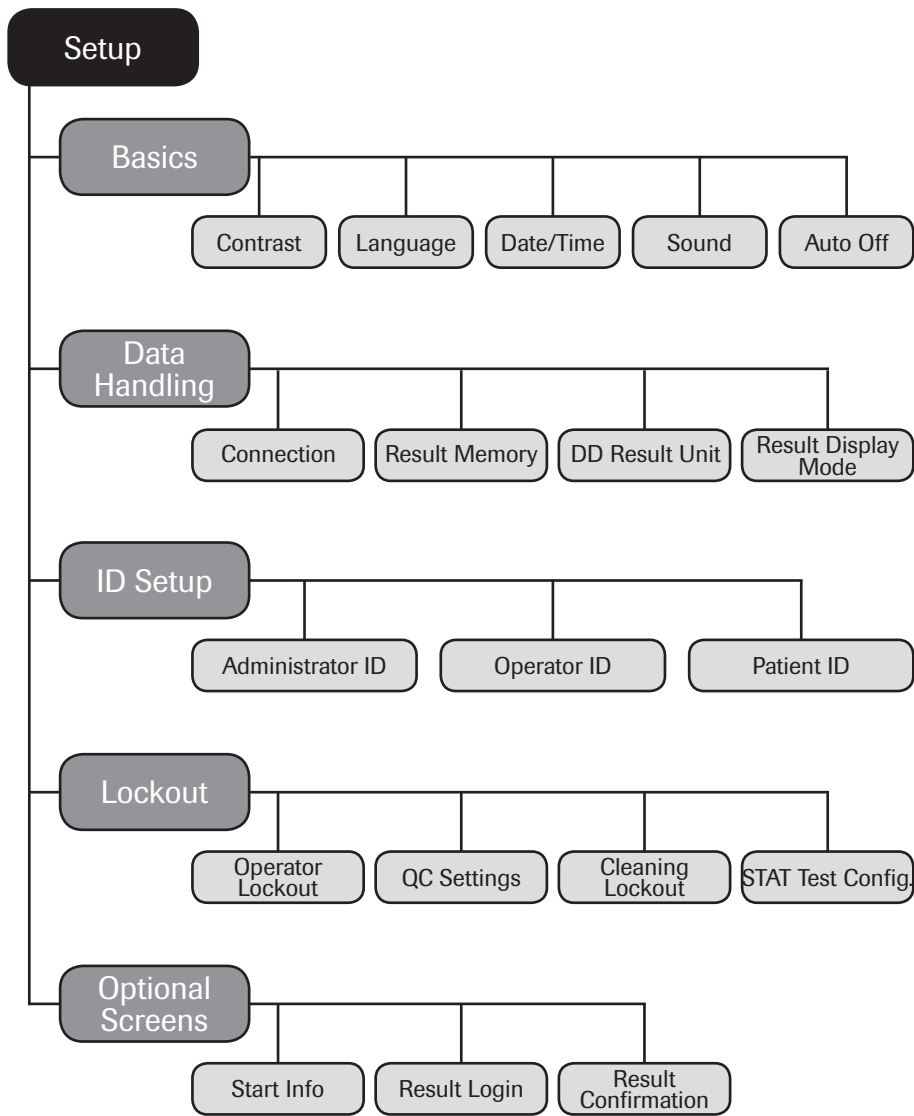 Setup
Basics
Contrast
Language
Date/Time
Sound
Auto Off
Data
Handling
Connection
Result Memory
DD Result Unit
Result Display
Mode
ID Setup
Administrator ID
Operator ID
Patient ID
Lockout
Operator
Lockout
QC Settings
Cleaning
Lockout
STAT Test Config.
Optional
Screens
Start Info
Result Login
Result
Confirmation